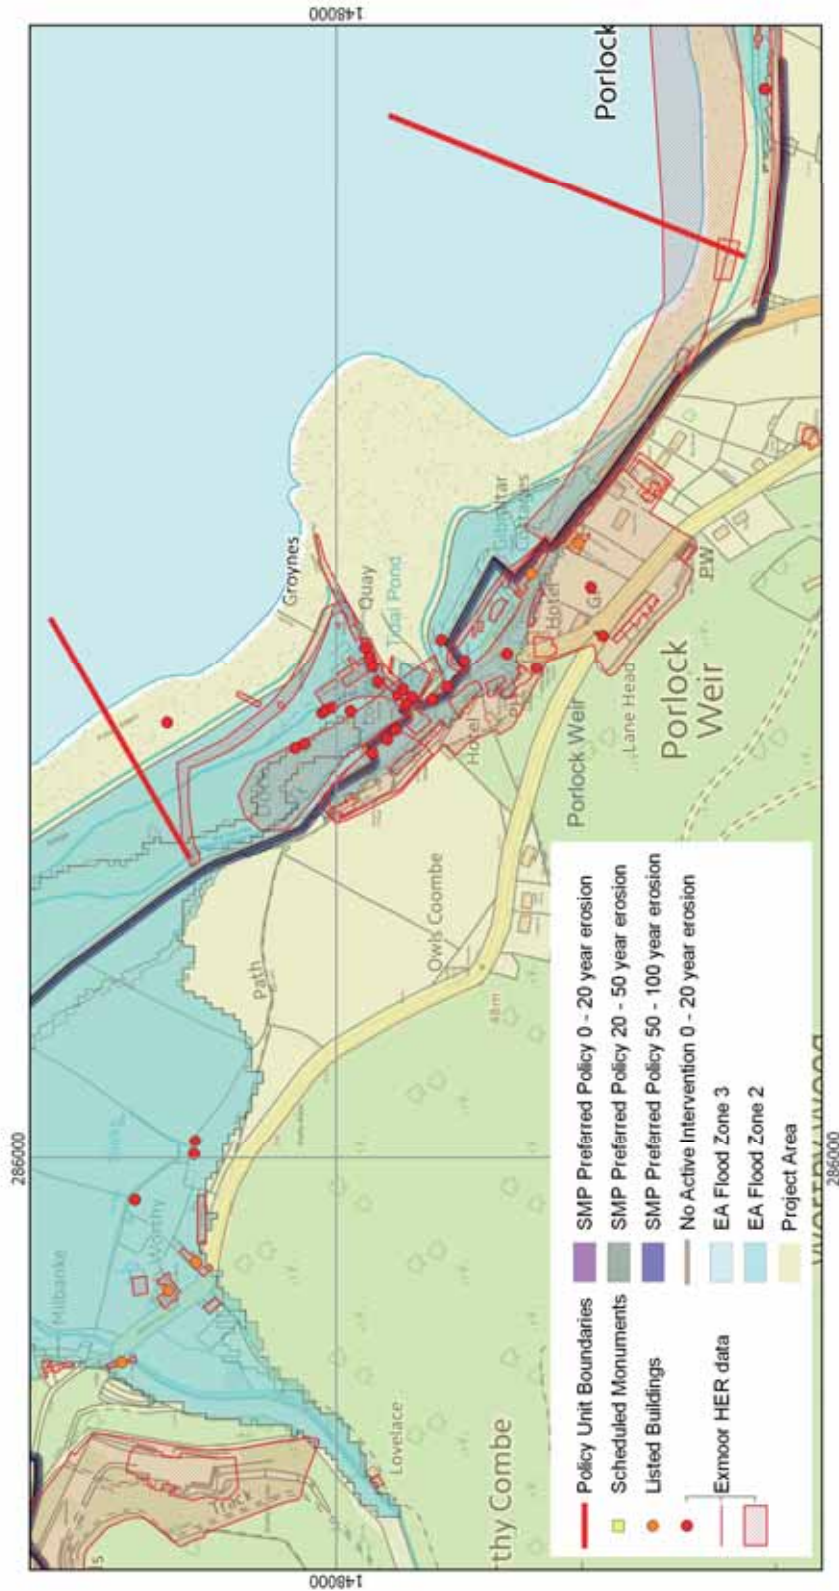 148000
286000
Milbanke
Worthy
Lovelace
Track
thy Combe
Path
Owls Coombe
48m
Groynes
Quay
Tidal Pond
Gibraltar
Cottages
Hotel
Hotel
PH
PW
Lane Head
Porlock Weir
Porlock
Weir
Porlock
Worthy Wood
Policy Unit Boundaries
Scheduled Monuments
Listed Buildings
Exmoor HER data
SMP Preferred Policy 0 - 20 year erosion
SMP Preferred Policy 20 - 50 year erosion
SMP Preferred Policy 50 - 100 year erosion
No Active Intervention 0 - 20 year erosion
EA Flood Zone 3
EA Flood Zone 2
Project Area
148000
286000